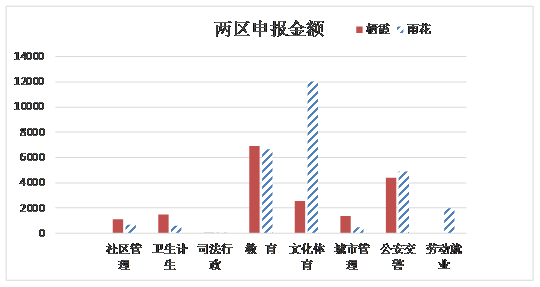 两区申报金额
栖霞 雨花
14000
12000
10000
8000
6000
4000
2000
0
社区管理
卫生计生
司法行政
教 育
文化体育
城市管理
公安交警
劳动就业